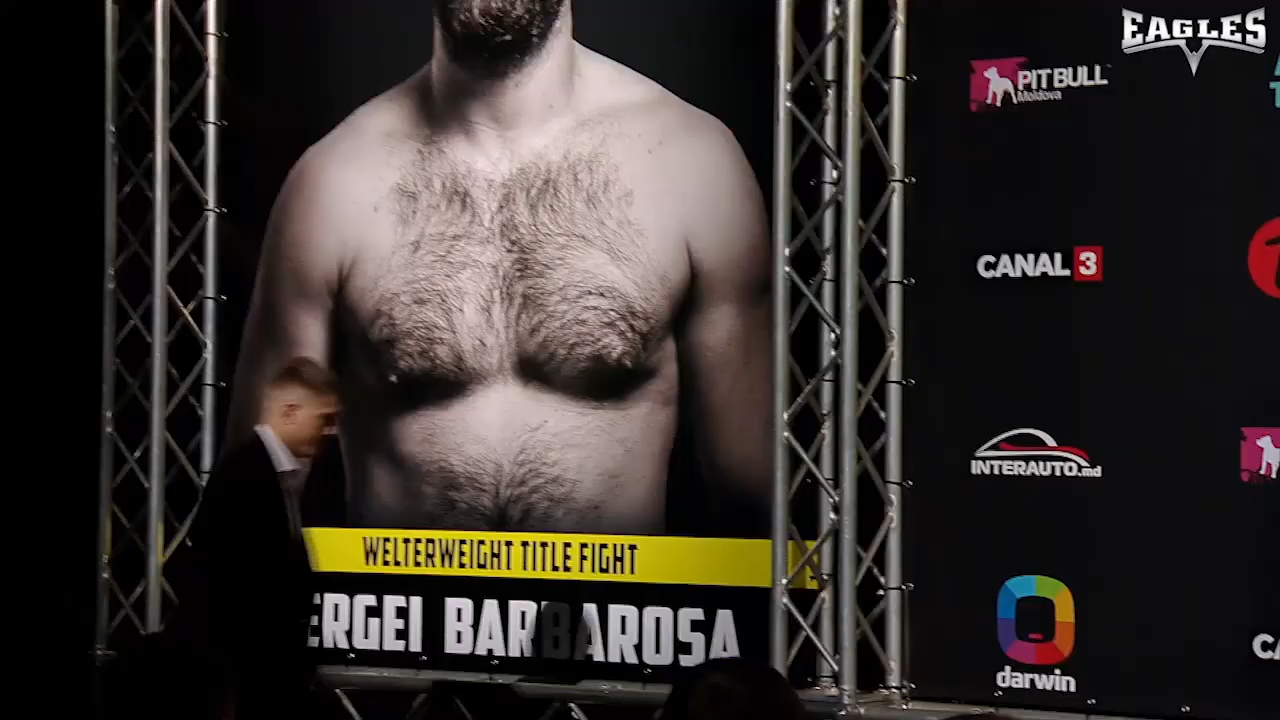 EAGLES
PIT BULL
Moldova
CANAL 3
INTERAUTO.md
WELTERWEIGHT TITLE FIGHT
ERGEI BARBAROSA
darwin